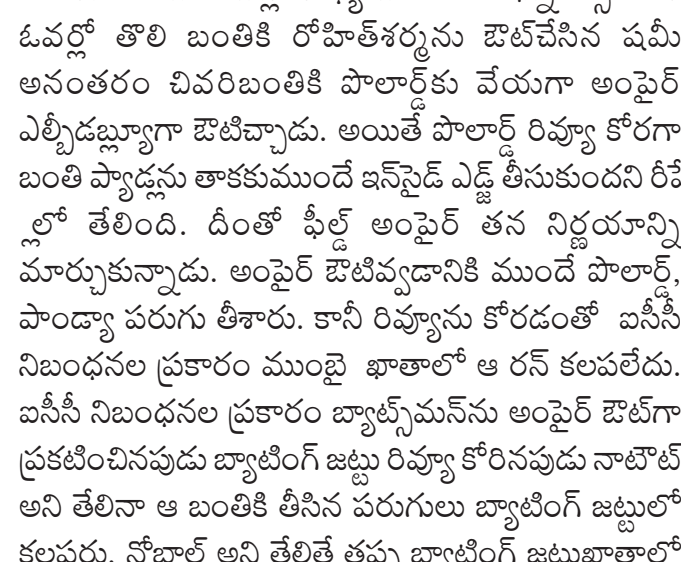 ఓవర్లో తొలి బంతికి రోహిత్‌శర్మను ఔట్‌చేసిన షమీ
అనంతరం చివరిబంతికి పొలార్డ్‌కు వేయగా అంపైర్
ఎల్బీడబ్ల్యూగా ఔటిచ్చాడు. అయితే పొలార్డ్ రివ్యూ కోరగా
బంతి ప్యాడ్లను తాకకుముందే ఇన్‌సైడ్ ఎడ్జ్ తీసుకుందని రీప్లే
ల్లో తేలింది. దీంతో ఫీల్డ్ అంపైర్ తన నిర్ణయాన్ని
మార్చుకున్నాడు. అంపైర్ ఔటివ్వడానికి ముందే పొలార్డ్,
పాండ్యా పరుగు తీశారు. కానీ రివ్యూను కోరడంతో ఐసీసీ
నిబంధనల ప్రకారం ముంబై ఖాతాలో ఆ రన్ కలపలేదు.
ఐసీసీ నిబంధనల ప్రకారం బ్యాట్స్‌మన్‌ను అంపైర్ ఔట్‌గా
ప్రకటించినపుడు బ్యాటింగ్ జట్టు రివ్యూ కోరినపుడు నాటౌట్
అని తేలినా ఆ బంతికి తీసిన పరుగులు బ్యాటింగ్ జట్టులో
కలపరు. నోబాల్ అని తేలితే తప్ప బ్యాటింగ్ జట్టుఖాతాలో